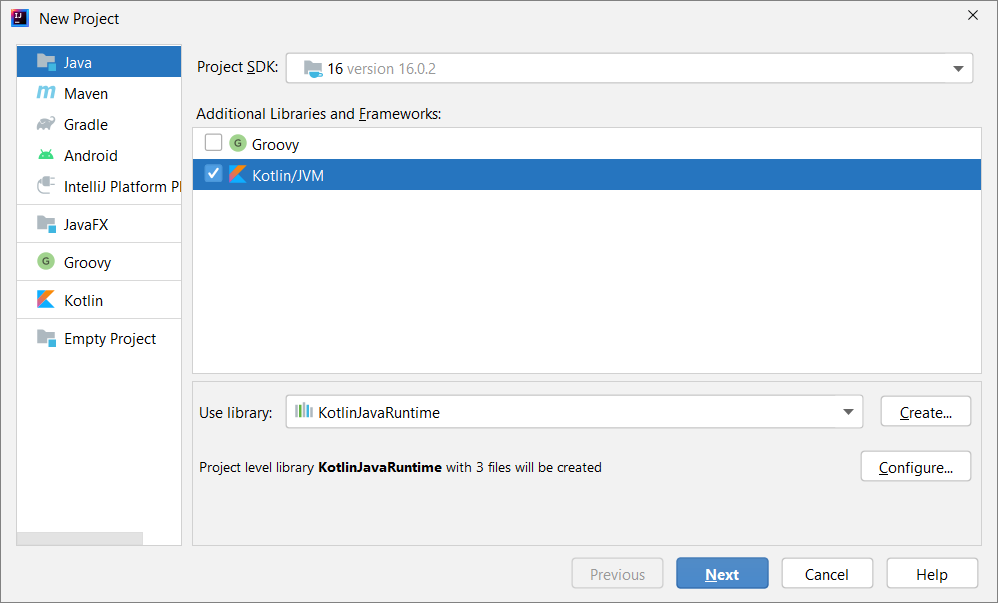 New Project
Java
Maven
Gradle
Android
IntelliJ Platform Pl
JavaFX
Groovy
Kotlin
Empty Project
Project SDK: 16 version 16.0.2
Additional Libraries and Frameworks:
G Groovy
Kotlin/JVM
Use library: KotlinJavaRuntime Create...
Project level library KotlinJavaRuntime with 3 files will be created Configure...
Previous Next Cancel Help